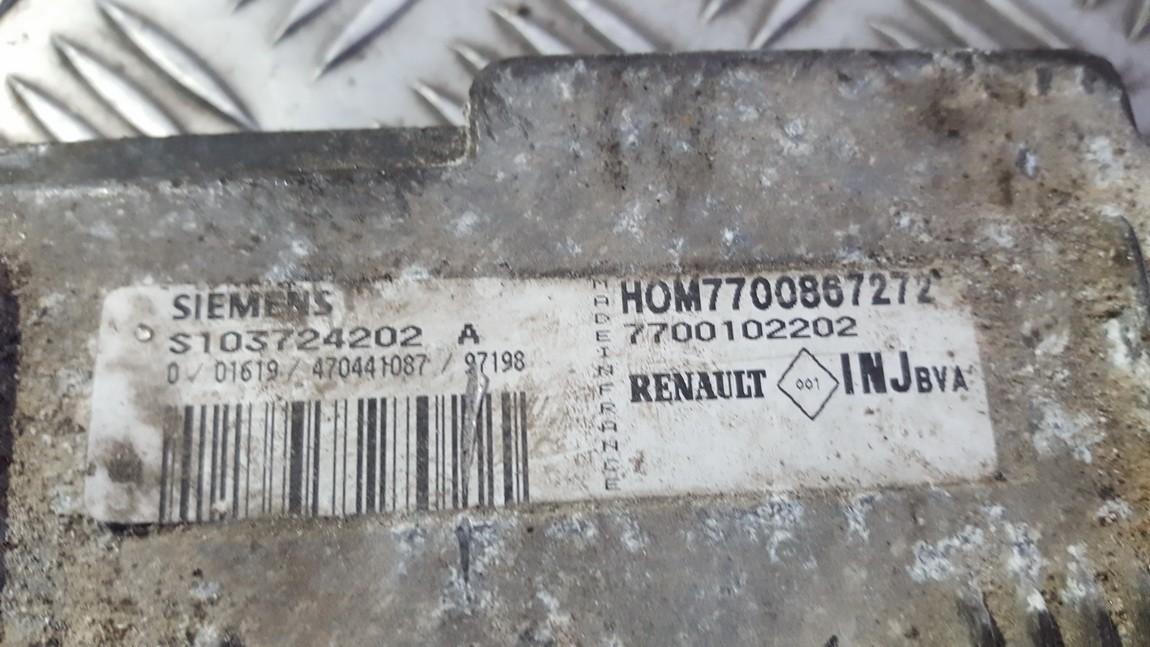 SIEMENS
S103724202 A
0 / 01619 / 470441087 / 97198
MADE IN FRANCE
HOM7700867272
7700102202
RENAULT 001 INJ BVA